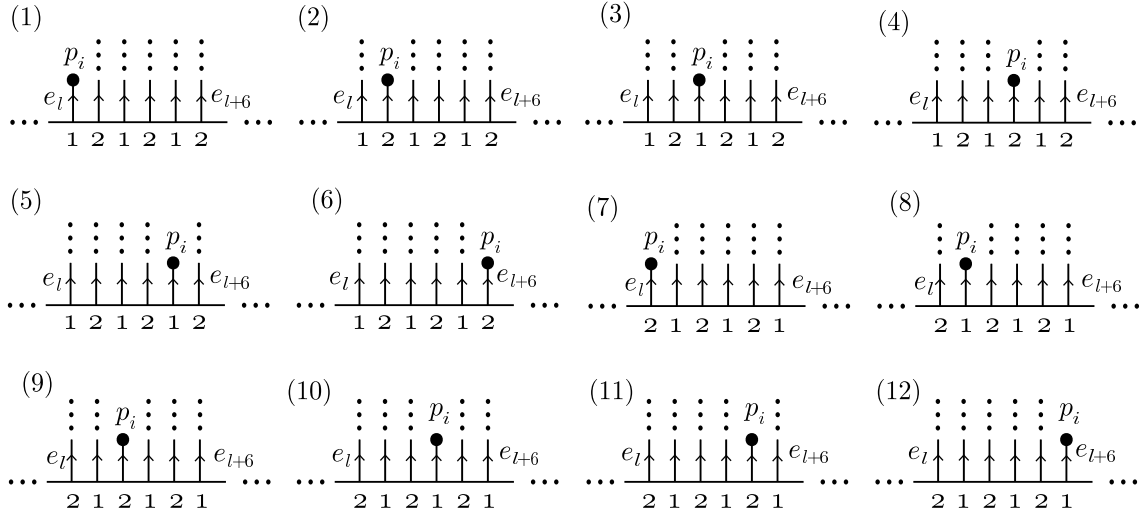 (1) (2) (3) (4)
p_i p_i p_i p_i
e_l e_{l+6} e_l e_{l+6} e_l e_{l+6} e_l e_{l+6}
1 2 1 2 1 2 1 2 1 2 1 2 1 2 1 2 1 2 1 2 1 2 1 2
(5) (6) (7) (8)
p_i p_i p_i p_i
e_l e_{l+6} e_l e_{l+6} e_l e_{l+6} e_l e_{l+6}
1 2 1 2 1 2 1 2 1 2 1 2 2 1 2 1 2 1 2 1 2 1 2 1
(9) (10) (11) (12)
p_i p_i p_i p_i
e_l e_{l+6} e_l e_{l+6} e_l e_{l+6} e_l e_{l+6}
2 1 2 1 2 1 2 1 2 1 2 1 2 1 2 1 2 1 2 1 2 1 2 1